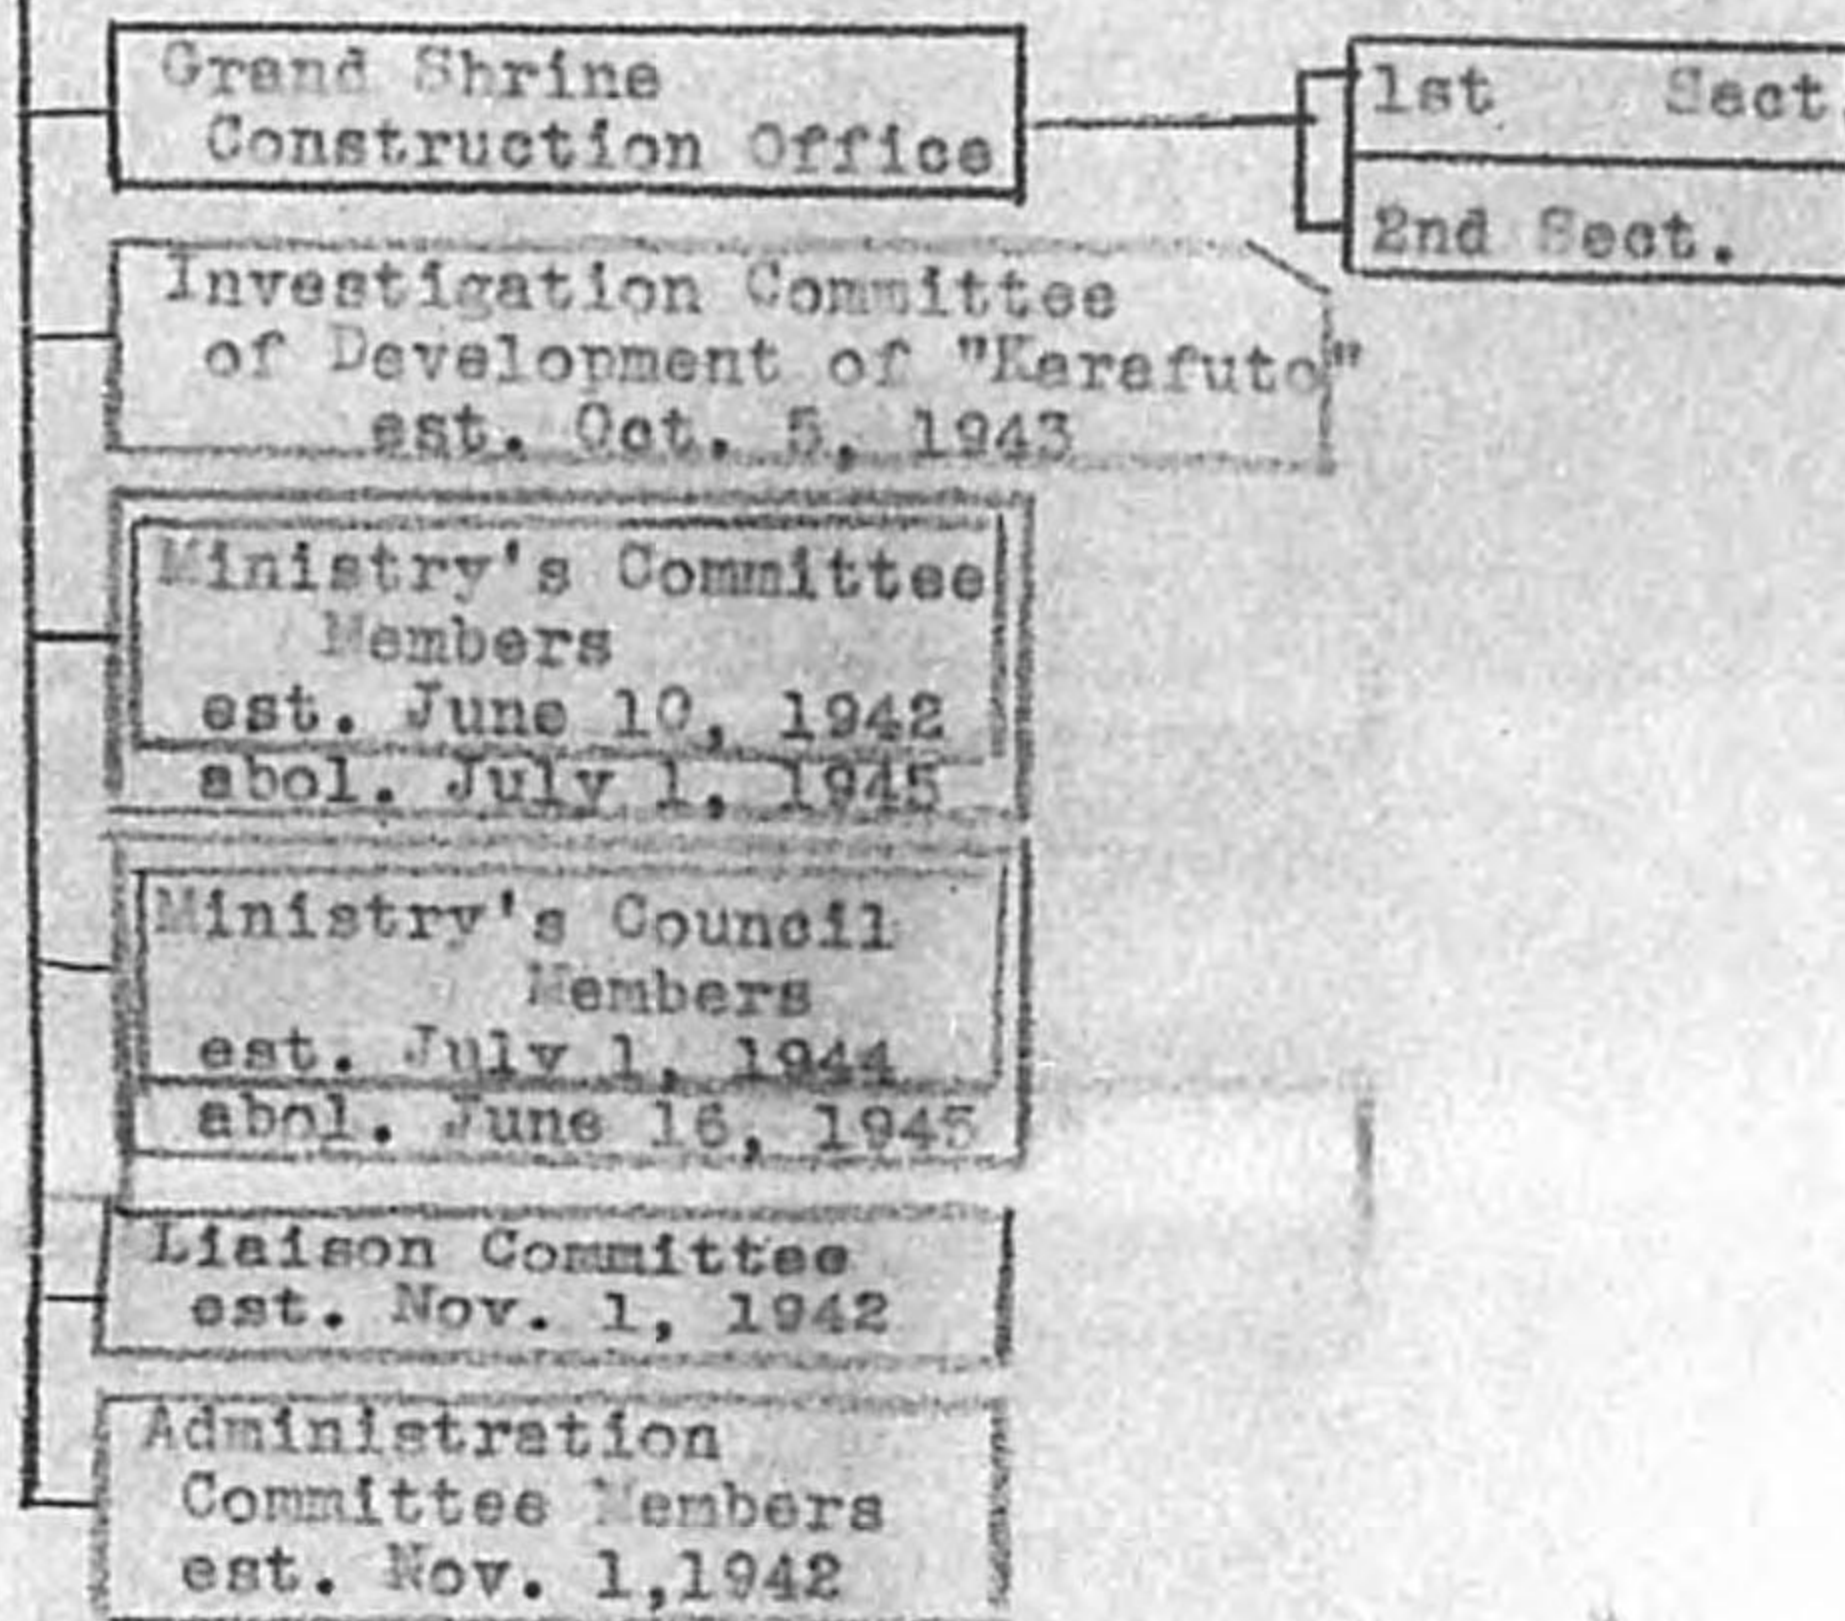 Grand Shrine
Construction Office
1st Sect
2nd Sect.
Investigation Committee
of Development of "Karafuto"
est. Oct. 5, 1943
Ministry's Committee
Members
est. June 10, 1942
abol. July 1, 1945
Ministry's Council
Members
est. July 1, 1944
abol. June 16, 1945
Liaison Committee
est. Nov. 1, 1942
Administration
Committee Members
est. Nov. 1,1942